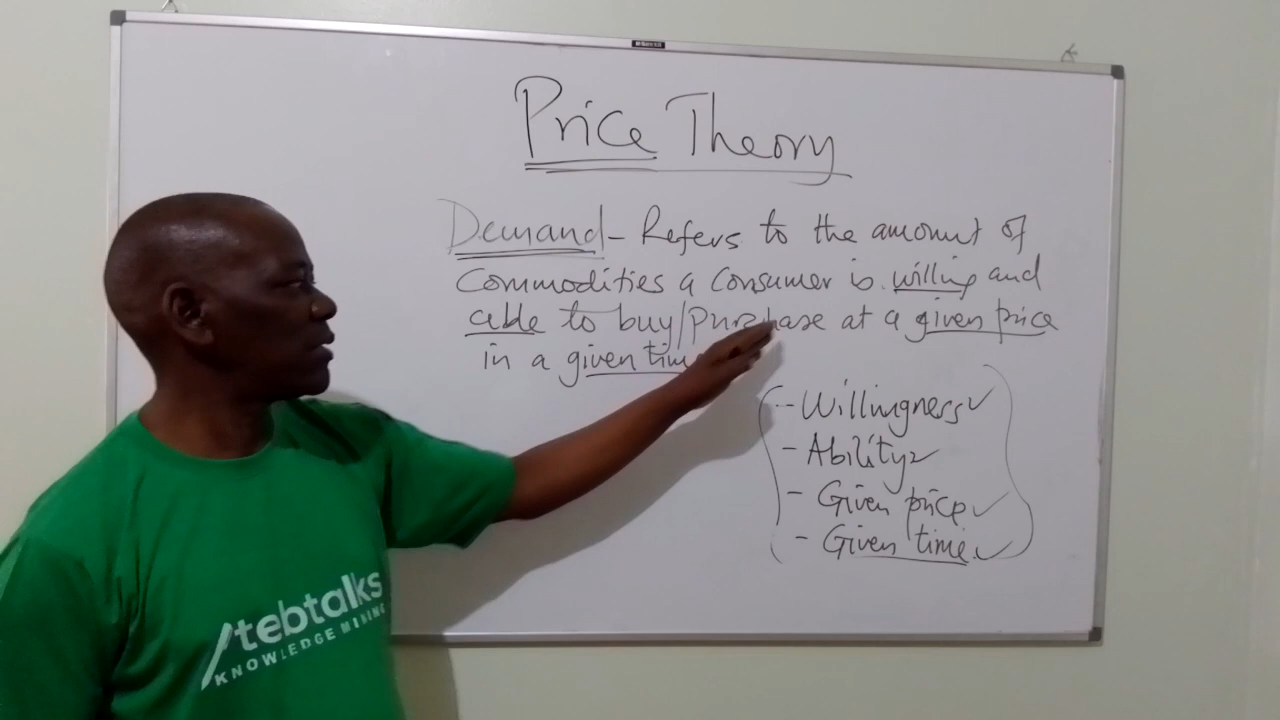 Price Theory
Demand - Refers to the amount of
Commodities a Consumer is willing and
able to buy/purchase at a given price
in a given time
- Willingness ✓
- Ability ✓
- Given price ✓
- Given time ✓
tebtalks
KNOWLEDGE MINING